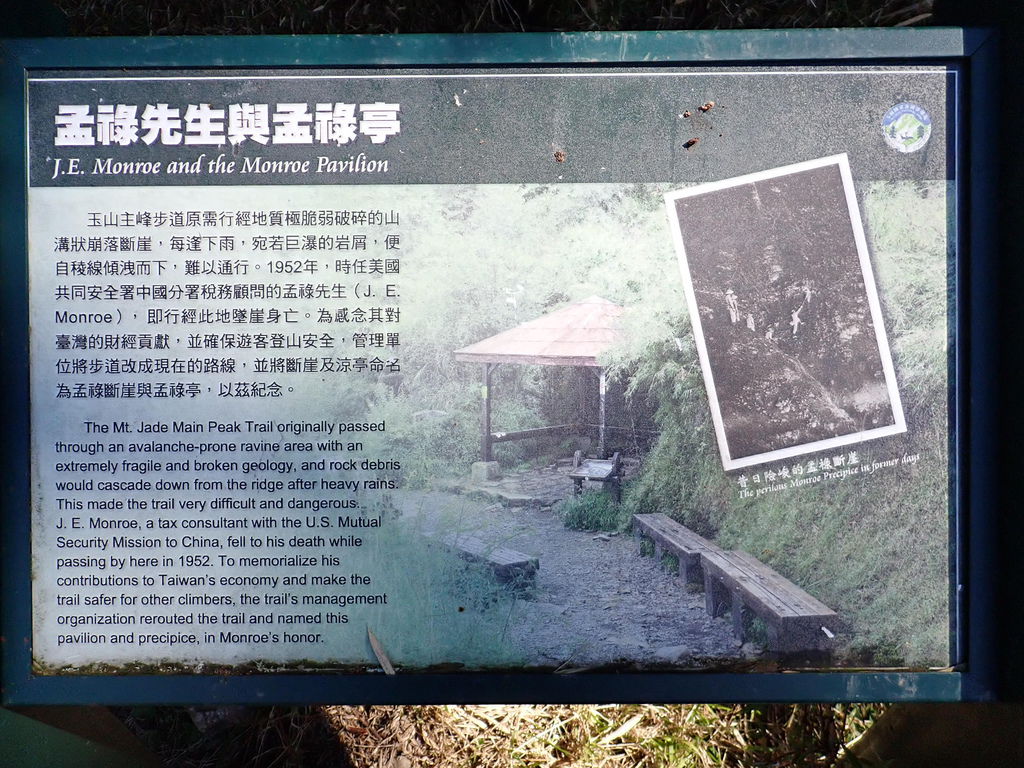 孟祿先生與孟祿亭
J.E. Monroe and the Monroe Pavilion
玉山主峰步道原需行經地質極脆弱破碎的山
溝狀崩落斷崖，每逢下雨，宛若巨瀑的岩屑，便
自稜線傾洩而下，難以通行。1952年，時任美國
共同安全署中國分署稅務顧問的孟祿先生（J. E.
Monroe），即行經此地墜崖身亡。為感念其對
臺灣的財經貢獻，並確保遊客登山安全，管理單
位將步道改成現在的路線，並將斷崖及涼亭命名
為孟祿斷崖與孟祿亭，以茲紀念。
The Mt. Jade Main Peak Trail originally passed
through an avalanche-prone ravine area with an
extremely fragile and broken geology, and rock debris
would cascade down from the ridge after heavy rains.
This made the trail very difficult and dangerous.
J. E. Monroe, a tax consultant with the U.S. Mutual
Security Mission to China, fell to his death while
passing by here in 1952. To memorialize his
contributions to Taiwan's economy and make the
trail safer for other climbers, the trail's management
organization rerouted the trail and named this
pavilion and precipice, in Monroe's honor.
昔日險峻的孟祿斷崖
The perilous Monroe Precipice in former days